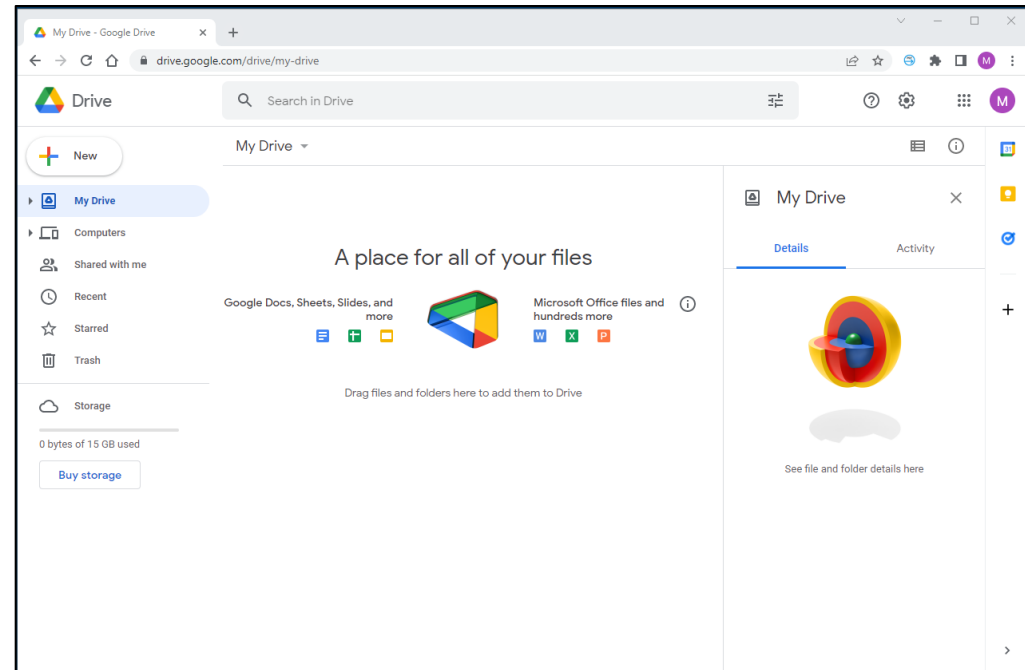 My Drive - Google Drive
drive.google.com/drive/my-drive
M
Drive
Search in Drive
M
New
My Drive
31
My Drive
My Drive
Computers
Shared with me
Recent
Starred
Trash
Storage
0 bytes of 15 GB used
Buy storage
A place for all of your files
Google Docs, Sheets, Slides, and
more
Microsoft Office files and
hundreds more
W X P
Drag files and folders here to add them to Drive
Details Activity
See file and folder details here